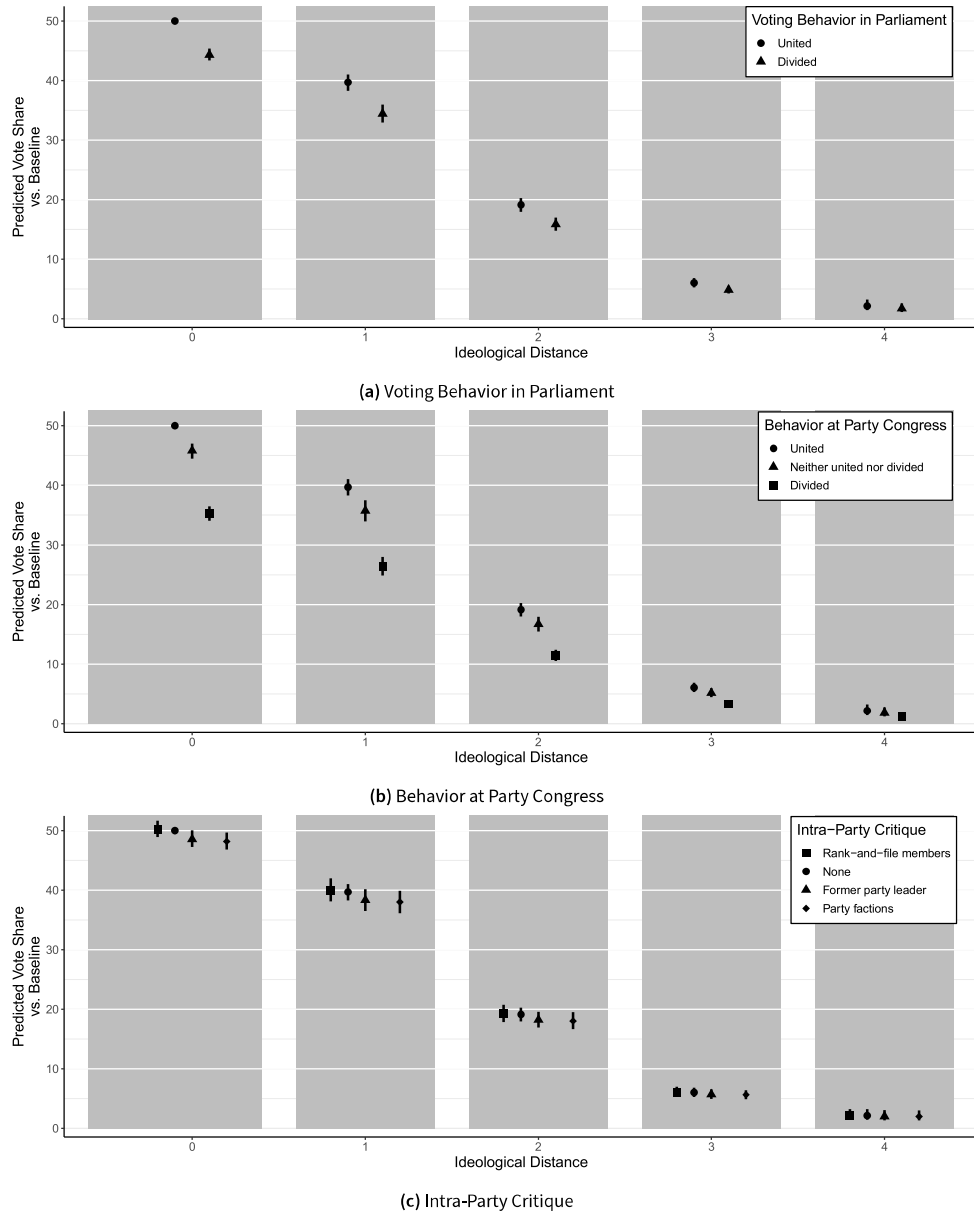 Predicted Vote Share
vs. Baseline
50
40
30
20
10
0
Voting Behavior in Parliament
United
Divided
0 1 2 3 4
Ideological Distance
(a) Voting Behavior in Parliament
Predicted Vote Share
vs. Baseline
50
40
30
20
10
0
Behavior at Party Congress
United
Neither united nor divided
Divided
0 1 2 3 4
Ideological Distance
(b) Behavior at Party Congress
Predicted Vote Share
vs. Baseline
50
40
30
20
10
0
Intra−Party Critique
Rank−and−file members
None
Former party leader
Party factions
0 1 2 3 4
Ideological Distance
(c) Intra-Party Critique